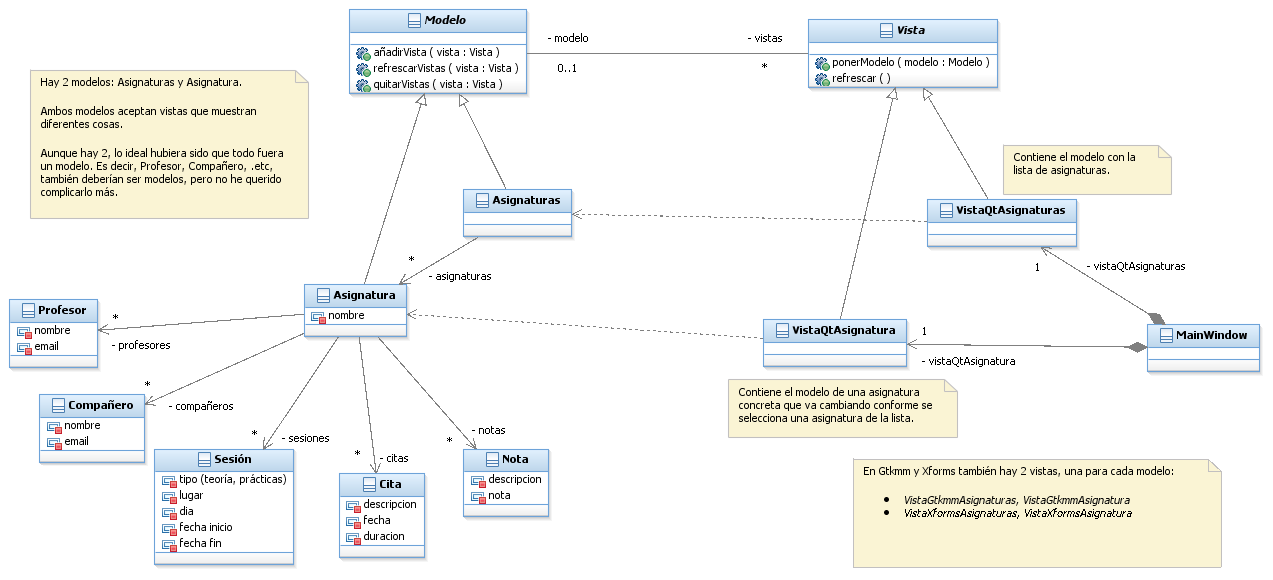 Modelo
añadirVista ( vista : Vista )
refrescarVistas ( vista : Vista )
quitarVistas ( vista : Vista )
- modelo
0..1
- vistas
*
Vista
ponerModelo ( modelo : Modelo )
refrescar ( )
Hay 2 modelos: Asignaturas y Asignatura.
Ambos modelos aceptan vistas que muestran
diferentes cosas.
Aunque hay 2, lo ideal hubiera sido que todo fuera
un modelo. Es decir, Profesor, Compañero, .etc,
también deberían ser modelos, pero no he querido
complicarlo más.
Contiene el modelo con la
lista de asignaturas.
Asignaturas
VistaQtAsignaturas
*
- asignaturas
1
- vistaQtAsignaturas
Asignatura
nombre
Profesor
nombre
email
*
- profesores
VistaQtAsignatura
1
- vistaQtAsignatura
MainWindow
*
- compañeros
Compañero
nombre
email
Contiene el modelo de una asignatura
concreta que va cambiando conforme se
selecciona una asignatura de la lista.
*
- sesiones
*
- citas
*
- notas
Sesión
tipo (teoría, prácticas)
lugar
dia
fecha inicio
fecha fin
Cita
descripcion
fecha
duracion
Nota
descripcion
nota
En Gtkmm y Xforms también hay 2 vistas, una para cada modelo:
• VistaGtkmmAsignaturas, VistaGtkmmAsignatura
• VistaXformsAsignaturas, VistaXformsAsignatura